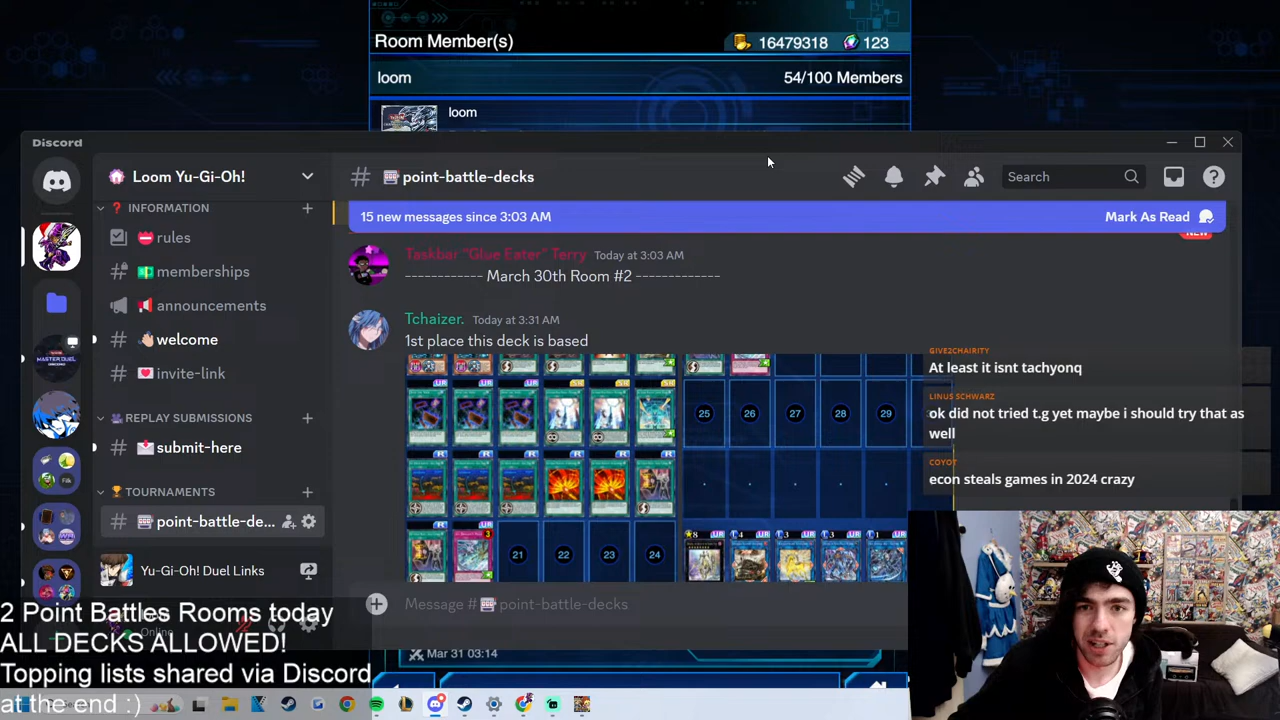 Room Member(s)
16479318
123
loom
54/100 Members
loom
Discord
Loom Yu-Gi-Oh!
point-battle-decks
Search
INFORMATION
15 new messages since 3:03 AM
Mark As Read
NEW
rules
Taskbar "Glue Eater" Terry Today at 3:03 AM
------------ March 30th Room #2 -------------
memberships
announcements
Tchaizer. Today at 3:31 AM
welcome
1st place this deck is based
invite-link
REPLAY SUBMISSIONS
submit-here
TOURNAMENTS
point-battle-de...
Yu-Gi-Oh! Duel Links
25 26 27 28 29
21 22 23 24
GIVE2CHAIRITY
At least it isnt tachyonq
LINUS SCHWARZ
ok did not tried t.g yet maybe i should try that as
well
COYOT
econ steals games in 2024 crazy
Message # point-battle-decks
Online
2 Point Battles Rooms today
ALL DECKS ALLOWED!
Topping lists shared via Discord
at the end :)
Mar 31 03:14